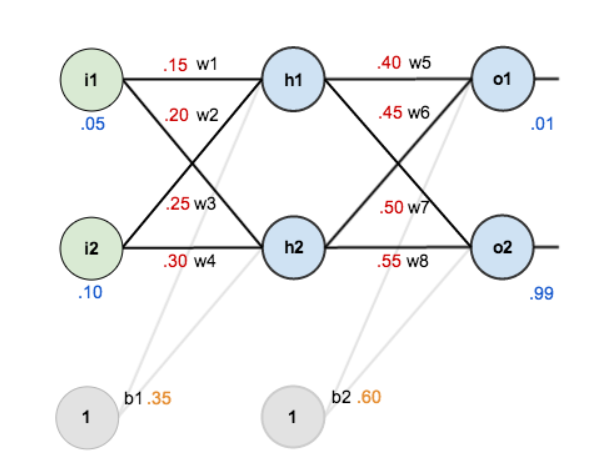 i1
.05
.15 w1
.20 w2
h1
.40 w5
.45 w6
o1
.01
i2
.10
.25 w3
.30 w4
h2
.50 w7
.55 w8
o2
.99
1
b1 .35
1
b2 .60